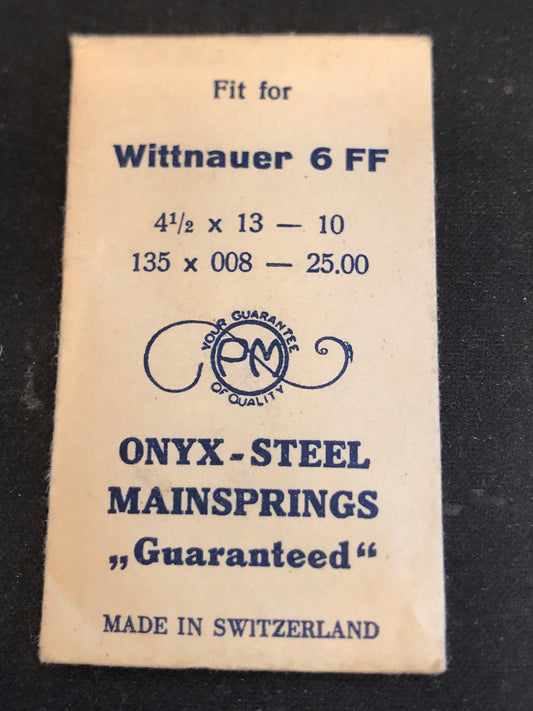 Fit for
Wittnauer 6 FF
4½ x 13 — 10
135 x 008 — 25.00
YOUR GUARANTEE
PM
OF QUALITY
ONYX-STEEL
MAINSPRINGS
„Guaranteed“
MADE IN SWITZERLAND